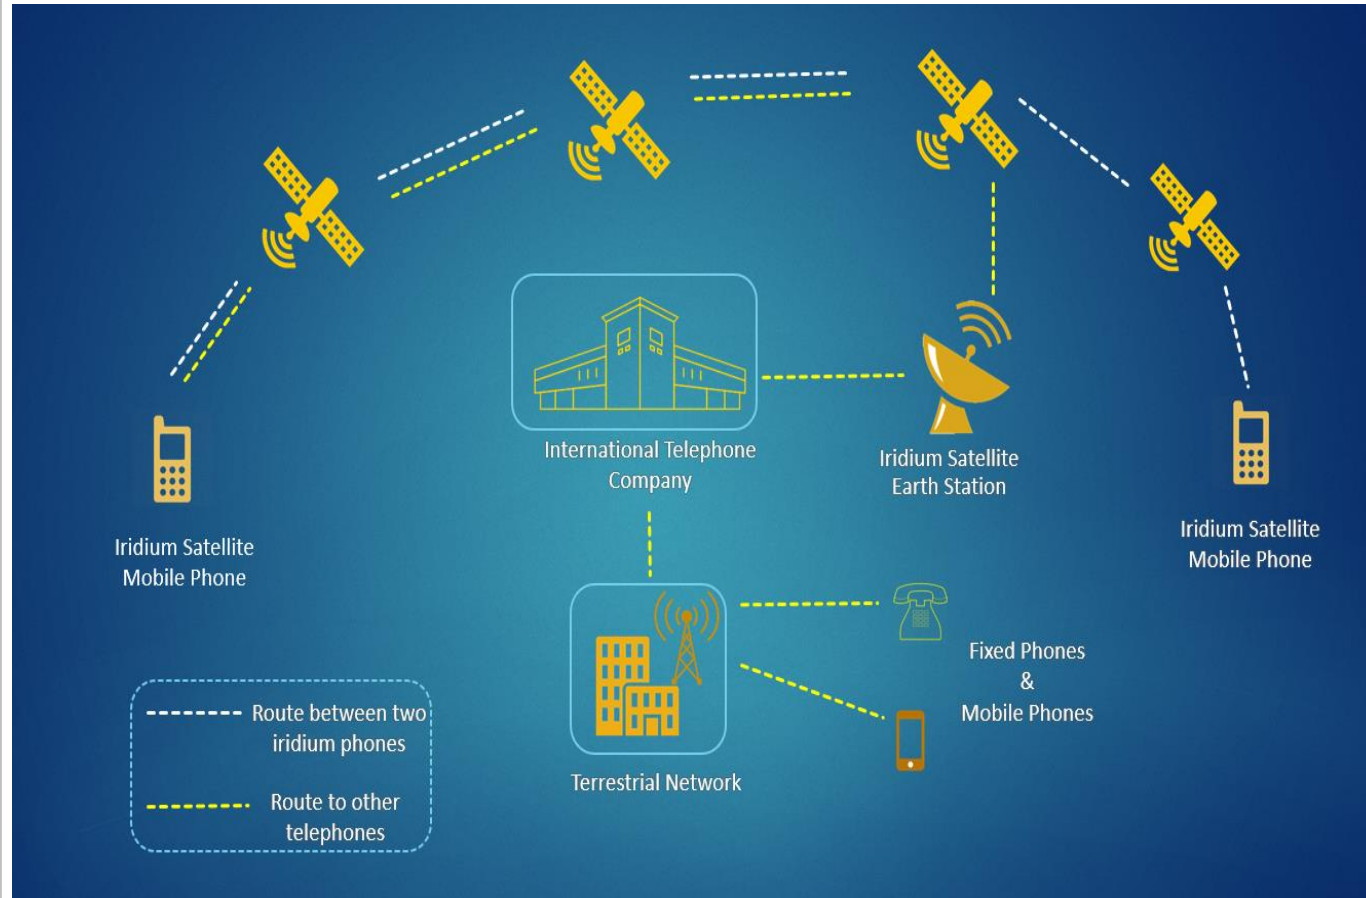 International Telephone
Company
Iridium Satellite
Earth Station
Iridium Satellite
Mobile Phone
Iridium Satellite
Mobile Phone
Fixed Phones
&
Mobile Phones
Terrestrial Network
Route between two
iridium phones
Route to other
telephones